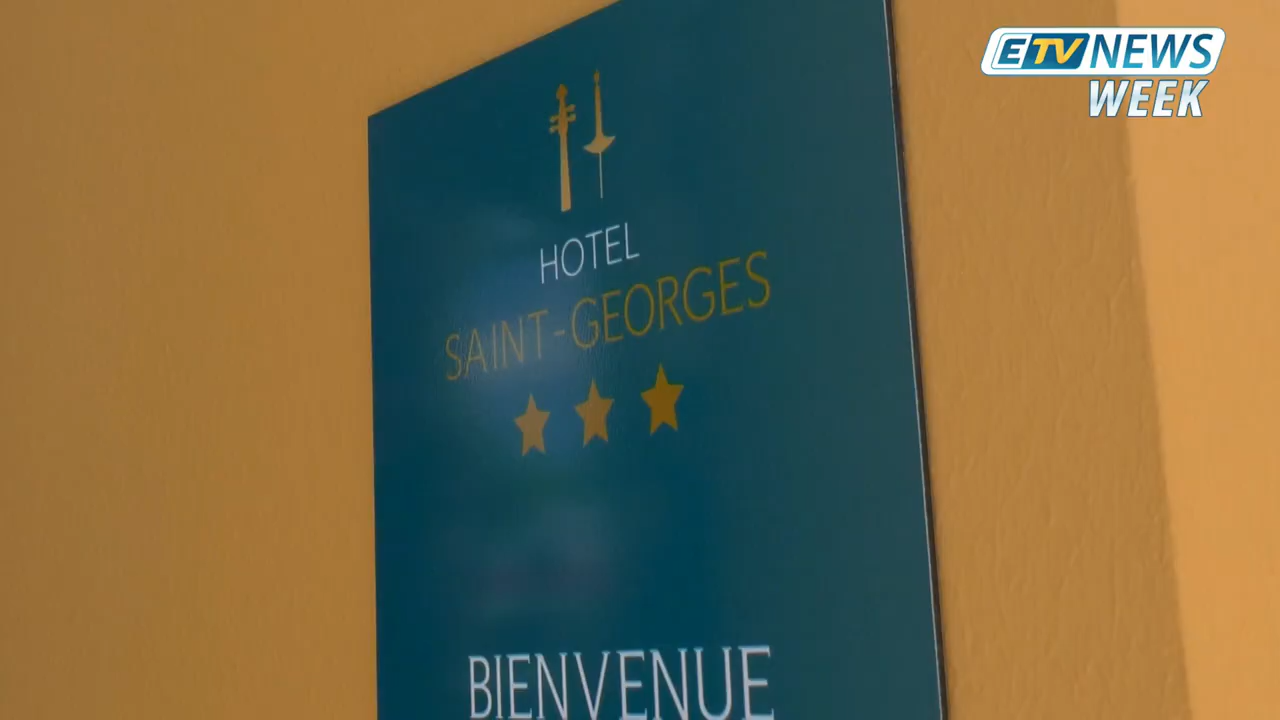 ETV NEWS
WEEK
HOTEL
SAINT-GEORGES
BIENVENUE